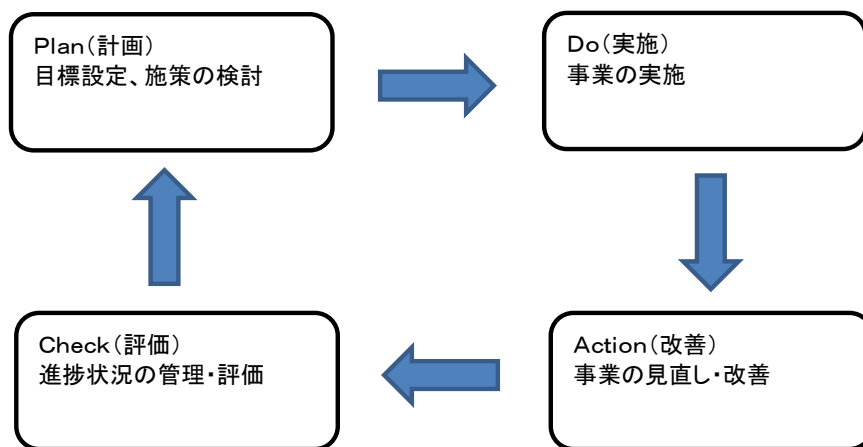 Plan(計画)
目標設定、施策の検討
Do(実施)
事業の実施
Check(評価)
進捗状況の管理・評価
Action(改善)
事業の見直し・改善